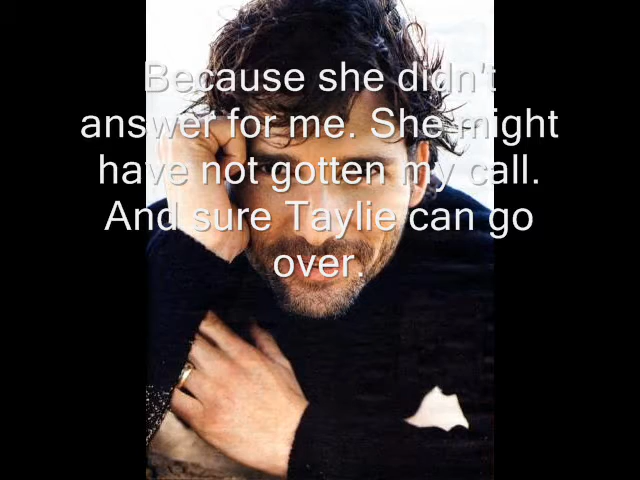 Because she didn't
answer for me. She might
have not gotten my call.
And sure Taylie can go
over.